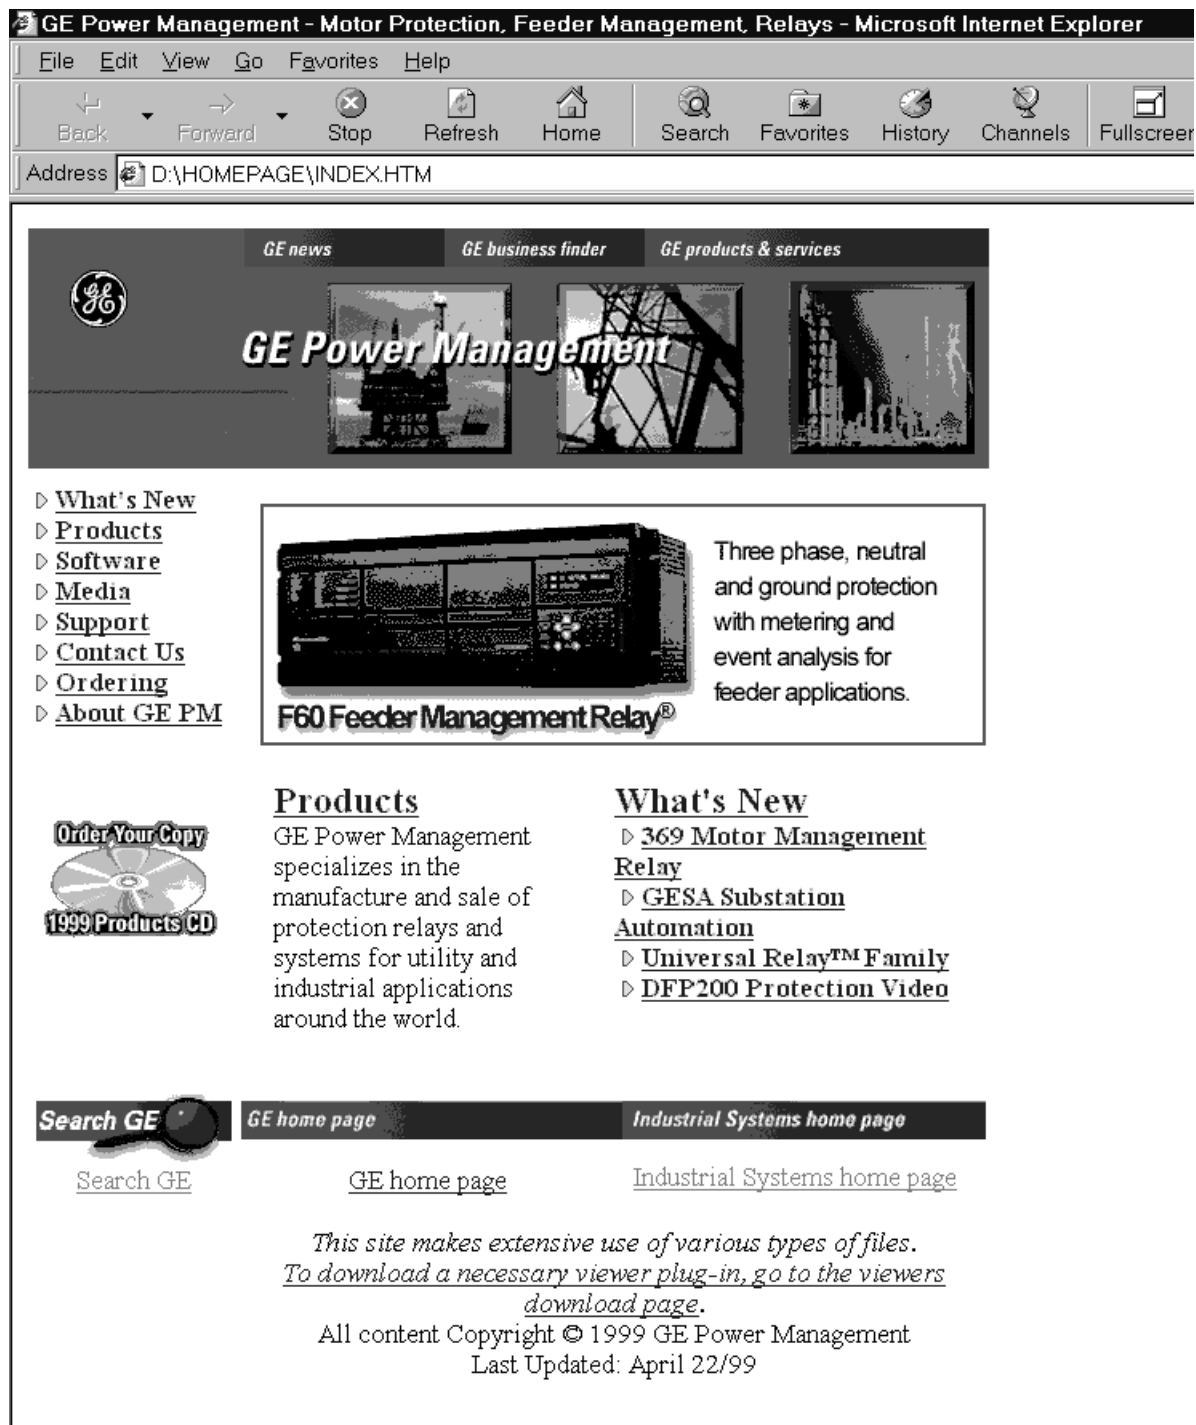 GE Power Management - Motor Protection, Feeder Management, Relays - Microsoft Internet Explorer
File Edit View Go Favorites Help
Back Forward Stop Refresh Home Search Favorites History Channels Fullscreen
Address D:\HOMEPAGE\INDEX.HTM
GE news GE business finder GE products & services
GE
GE Power Management
What's New
Products
Software
Media
Support
Contact Us
Ordering
About GE PM
Three phase, neutral
and ground protection
with metering and
event analysis for
feeder applications.
F60 Feeder Management Relay®
Order Your Copy
1999 Products CD
Products
GE Power Management
specializes in the
manufacture and sale of
protection relays and
systems for utility and
industrial applications
around the world.
What's New
369 Motor Management
Relay
GESA Substation
Automation
Universal Relay™ Family
DFP200 Protection Video
Search GE GE home page Industrial Systems home page
Search GE GE home page Industrial Systems home page
This site makes extensive use of various types of files.
To download a necessary viewer plug-in, go to the viewers
download page.
All content Copyright © 1999 GE Power Management
Last Updated: April 22/99